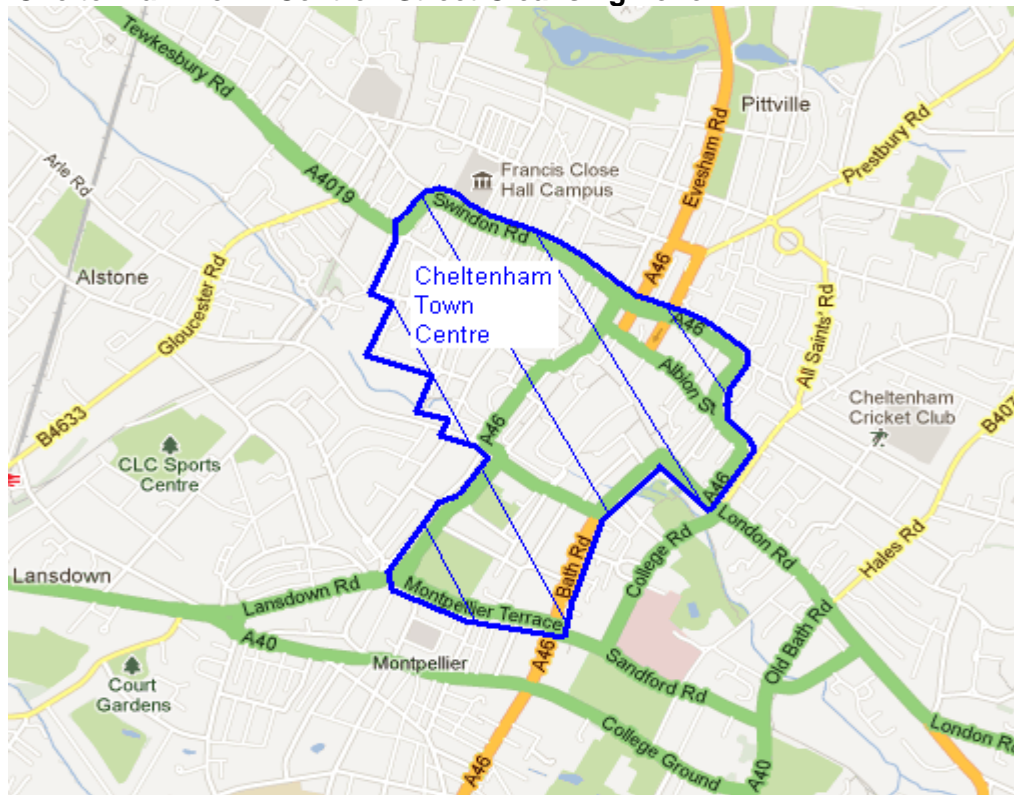 Tewkesbury Rd
Pittville
Evesham Rd
Prestbury Rd
Arle Rd
A4019
Francis Close
Hall Campus
Swindon Rd
Alstone
Gloucester Rd
Cheltenham
Town
Centre
A46
A46
Albion St
All Saints' Rd
Cheltenham
Cricket Club
B407
B4633
A46
CLC Sports
Centre
A46
London Rd
Hales Rd
College Rd
Bath Rd
Lansdown
Lansdown Rd
Montpellier Terrace
Old Bath Rd
A40
Montpellier
A46
Sandford Rd
Court
Gardens
College Ground
London Rd
A46
A40